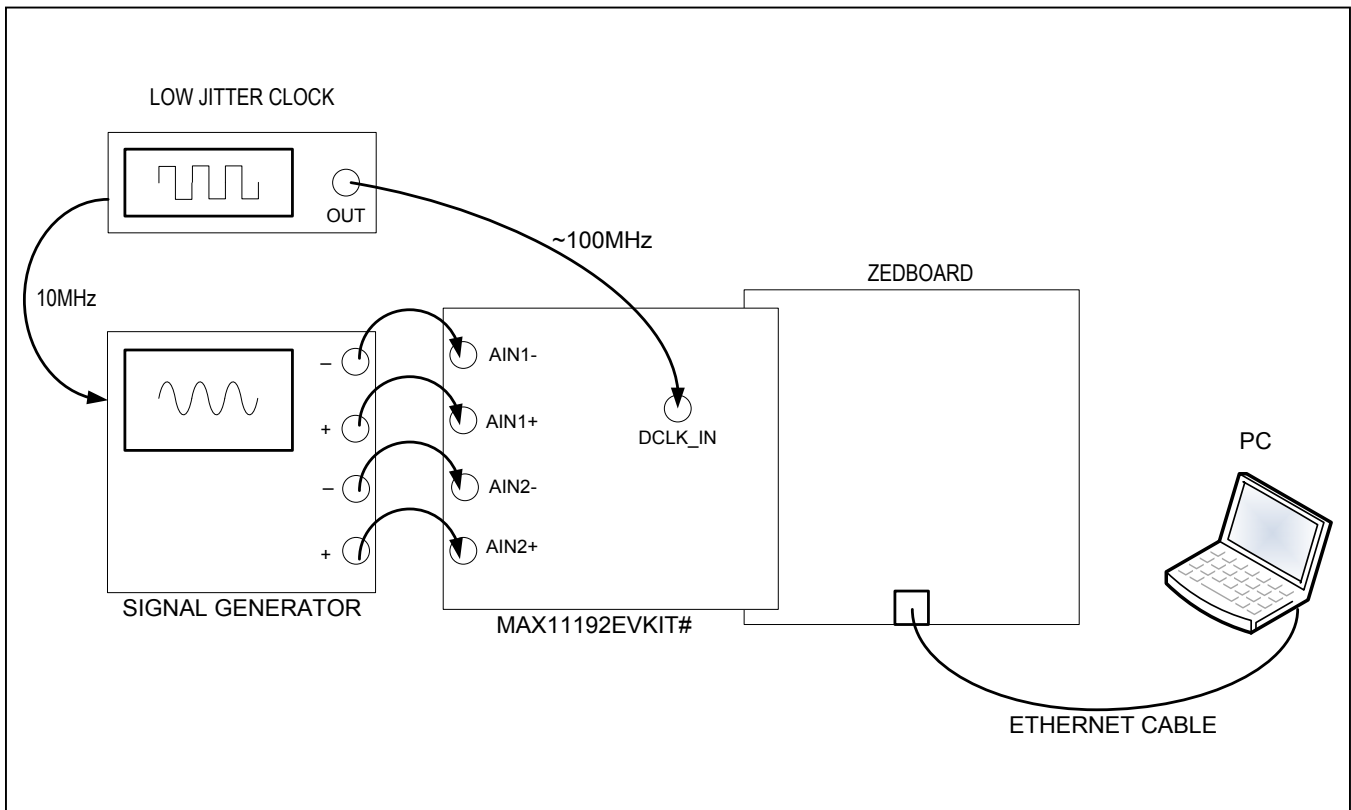 LOW JITTER CLOCK
OUT
~100MHz
10MHz
ZEDBOARD
– AIN1-
+ AIN1+
DCLK_IN
– AIN2-
+ AIN2+
PC
SIGNAL GENERATOR
MAX11192EVKIT#
ETHERNET CABLE